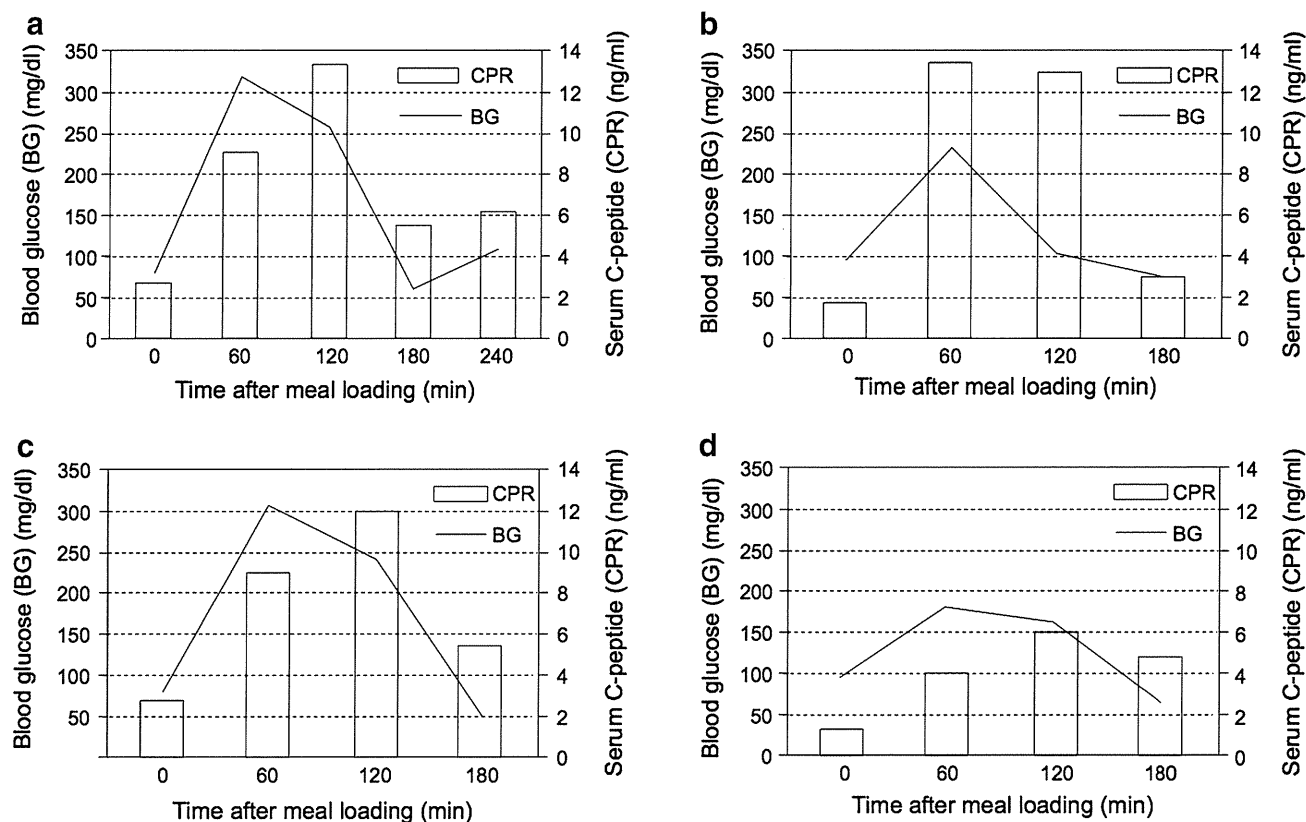 a
Blood glucose (BG) (mg/dl)
350
300
250
200
150
100
50
0
CPR
BG
14
12
10
8
6
4
2
0
Serum C-peptide (CPR) (ng/ml)
0 60 120 180 240
Time after meal loading (min)
b
Blood glucose (BG) (mg/dl)
350
300
250
200
150
100
50
0
CPR
BG
14
12
10
8
6
4
2
0
Serum C-peptide (CPR) (ng/ml)
0 60 120 180
Time after meal loading (min)
c
Blood glucose (BG) (mg/dl)
350
300
250
200
150
100
50
CPR
BG
14
12
10
8
6
4
2
0
Serum C-peptide (CPR) (ng/ml)
0 60 120 180
Time after meal loading (min)
d
Blood glucose (BG) (mg/dl)
350
300
250
200
150
100
50
0
CPR
BG
14
12
10
8
6
4
2
0
Serum C-peptide (CPR) (ng/ml)
0 60 120 180
Time after meal loading (min)